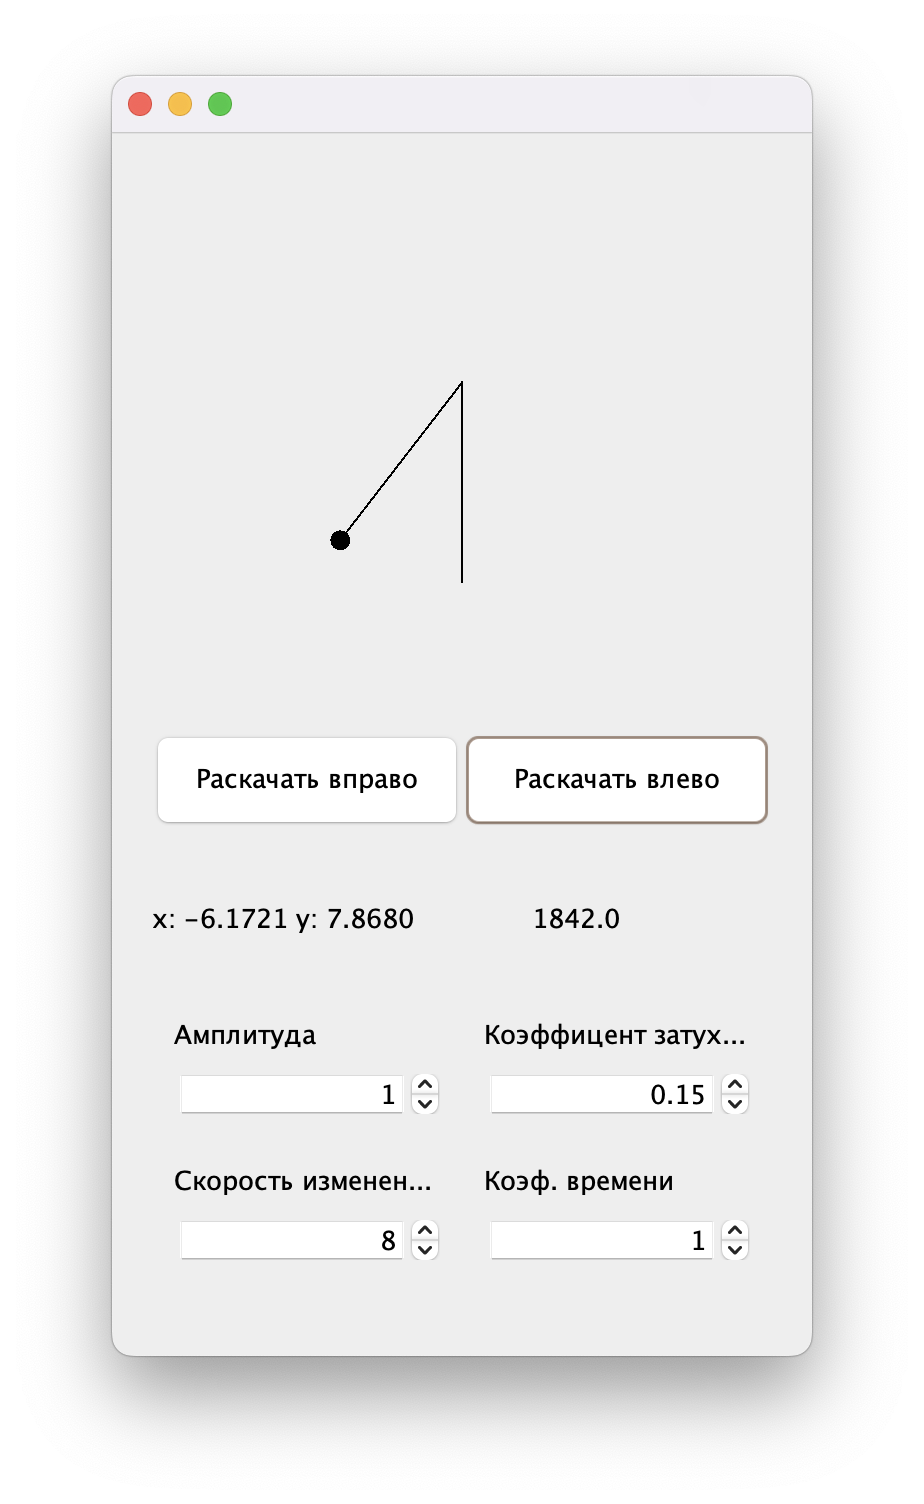 Раскачать вправо
Раскачать влево
x: -6.1721 y: 7.8680
1842.0
Амплитуда
Коэффицент затух...
1
0.15
Скорость изменен...
Коэф. времени
8
1